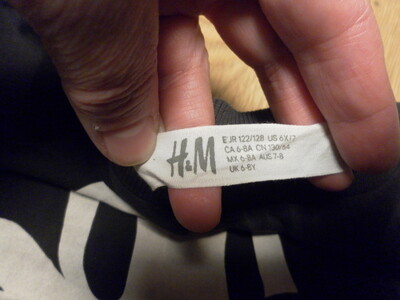 H&M
EUR 122/128 US 6X/7
CA 6-8A CN 130/64
MX 6-8A AUS 7-8
UK 6-8Y